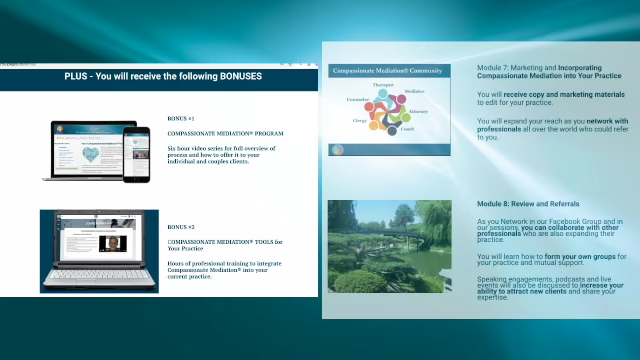 PLUS - You will receive the following BONUSES
BONUS #1
COMPASSIONATE MEDIATION® PROGRAM
Six hour video series for full overview of
process and how to offer it to your
individual and couples clients.
BONUS #2
COMPASSIONATE MEDIATION® TOOLS for
Your Practice
Hours of professional training to integrate
Compassionate Mediation® into your
current practice.
Compassionate Mediation® Community
Therapist
Mediator
Attorney
Coach
Clergy
Counselor
Module 7: Marketing and Incorporating
Compassionate Mediation into Your Practice
You will receive copy and marketing materials
to edit for your practice.
You will expand your reach as you network with
professionals all over the world who could refer
to you.
Module 8: Review and Referrals
As you Network in our Facebook Group and in
our sessions, you can collaborate with other
professionals who are also expanding their
practice.
You will learn how to form your own groups for
your practice and mutual support.
Speaking engagements, podcasts and live
events will also be discussed to increase your
ability to attract new clients and share your
expertise.